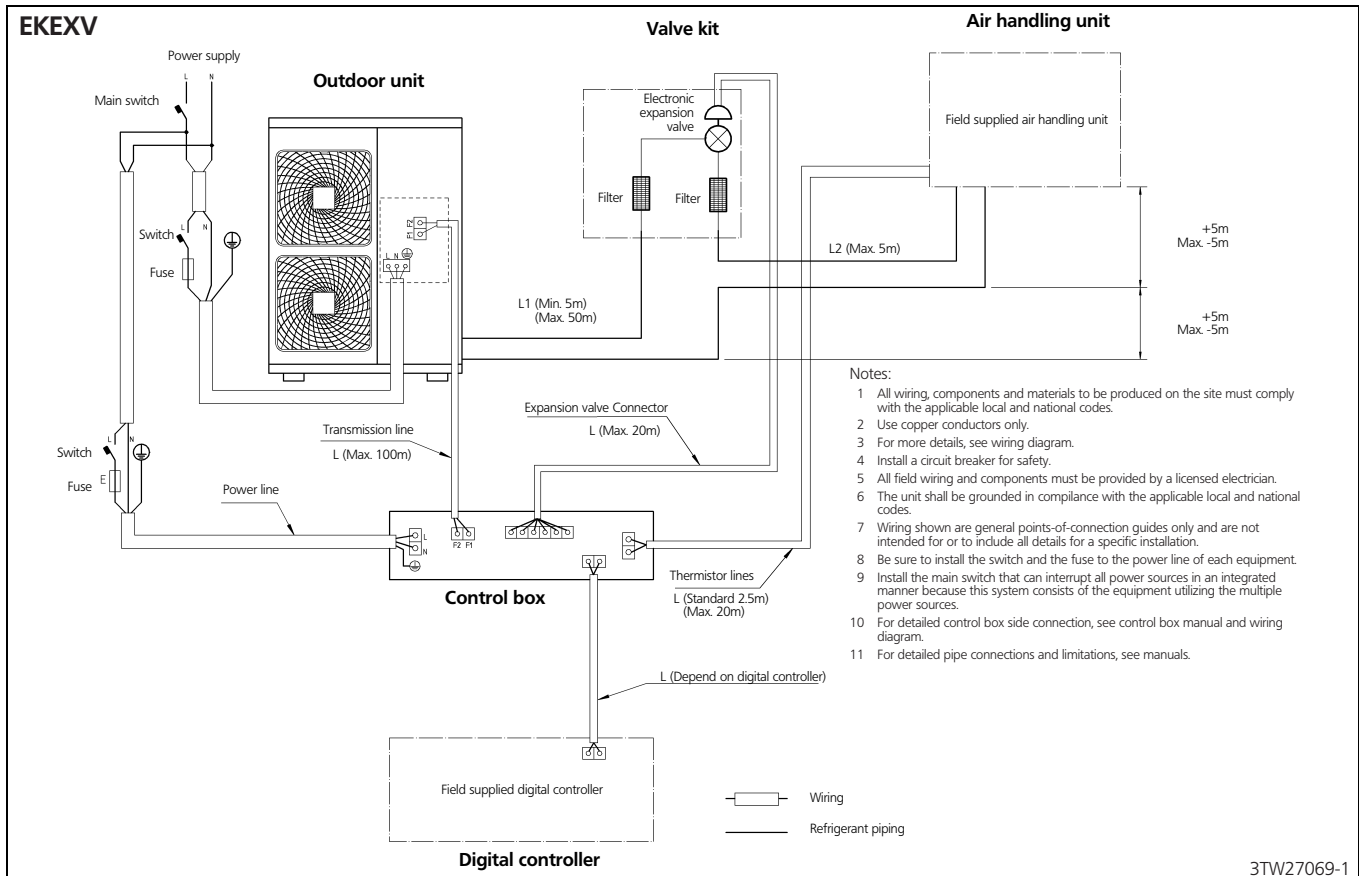 EKEXV
Power supply
L
N
Main switch
Outdoor unit
Valve kit
Air handling unit
Electronic
expansion
valve
Filter
Filter
Field supplied air handling unit
L
N
Switch
Fuse
F2
F1
L N
L2 (Max. 5m)
+5m
Max. -5m
L1 (Min. 5m)
(Max. 50m)
+5m
Max. -5m
L
N
Switch
Fuse
E
Power line
Transmission line
L (Max. 100m)
Expansion valve Connector
L (Max. 20m)
L
N
F2 F1
Control box
Thermistor lines
L (Standard 2.5m)
(Max. 20m)
L (Depend on digital controller)
Field supplied digital controller
Digital controller
Notes:
1 All wiring, components and materials to be produced on the site must comply
with the applicable local and national codes.
2 Use copper conductors only.
3 For more details, see wiring diagram.
4 Install a circuit breaker for safety.
5 All field wiring and components must be provided by a licensed electrician.
6 The unit shall be grounded in compilance with the applicable local and national
codes.
7 Wiring shown are general points-of-connection guides only and are not
intended for or to include all details for a specific installation.
8 Be sure to install the switch and the fuse to the power line of each equipment.
9 Install the main switch that can interrupt all power sources in an integrated
manner because this system consists of the equipment utilizing the multiple
power sources.
10 For detailed control box side connection, see control box manual and wiring
diagram.
11 For detailed pipe connections and limitations, see manuals.
Wiring
Refrigerant piping
3TW27069-1